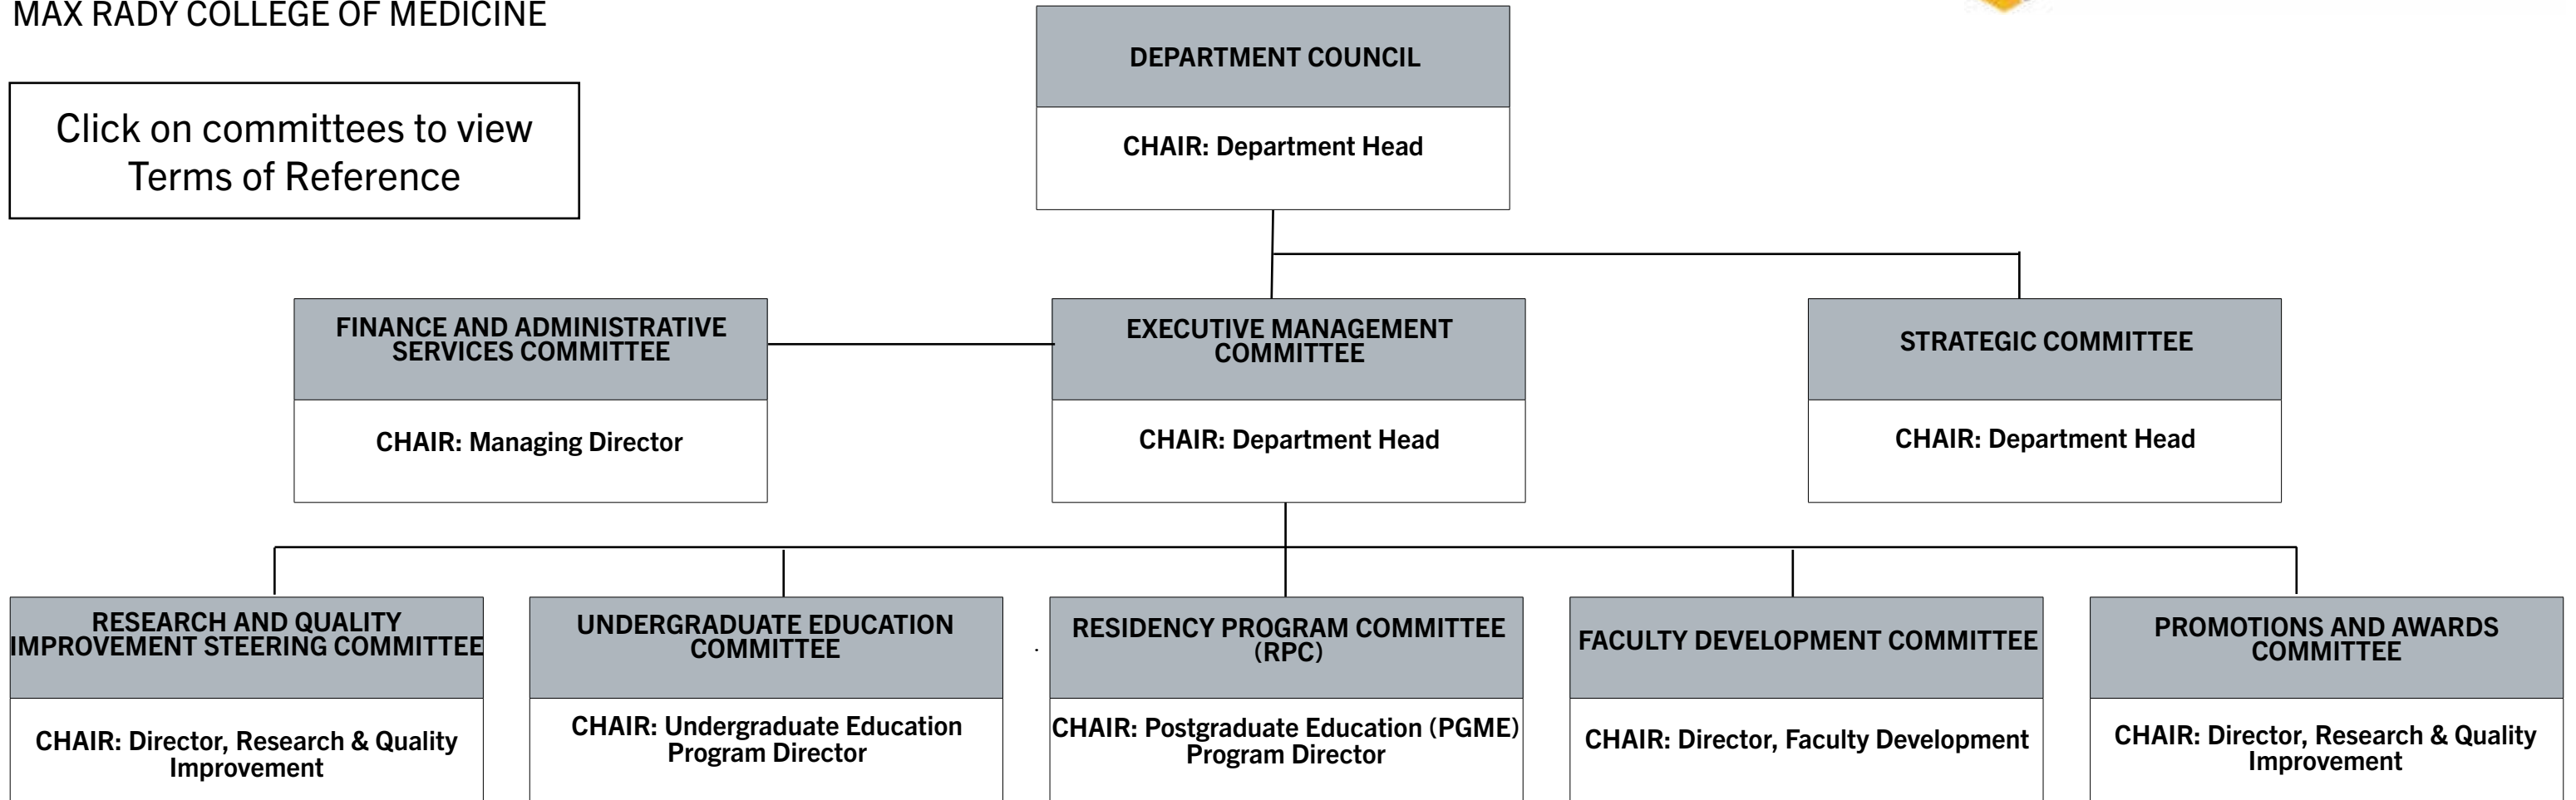 MAX RADY COLLEGE OF MEDICINE
Click on committees to view
Terms of Reference
DEPARTMENT COUNCIL
CHAIR: Department Head
FINANCE AND ADMINISTRATIVE
SERVICES COMMITTEE
CHAIR: Managing Director
EXECUTIVE MANAGEMENT
COMMITTEE
CHAIR: Department Head
STRATEGIC COMMITTEE
CHAIR: Department Head
RESEARCH AND QUALITY
IMPROVEMENT STEERING COMMITTEE
CHAIR: Director, Research & Quality
Improvement
UNDERGRADUATE EDUCATION
COMMITTEE
CHAIR: Undergraduate Education
Program Director
RESIDENCY PROGRAM COMMITTEE
(RPC)
CHAIR: Postgraduate Education (PGME)
Program Director
FACULTY DEVELOPMENT COMMITTEE
CHAIR: Director, Faculty Development
PROMOTIONS AND AWARDS
COMMITTEE
CHAIR: Director, Research & Quality
Improvement